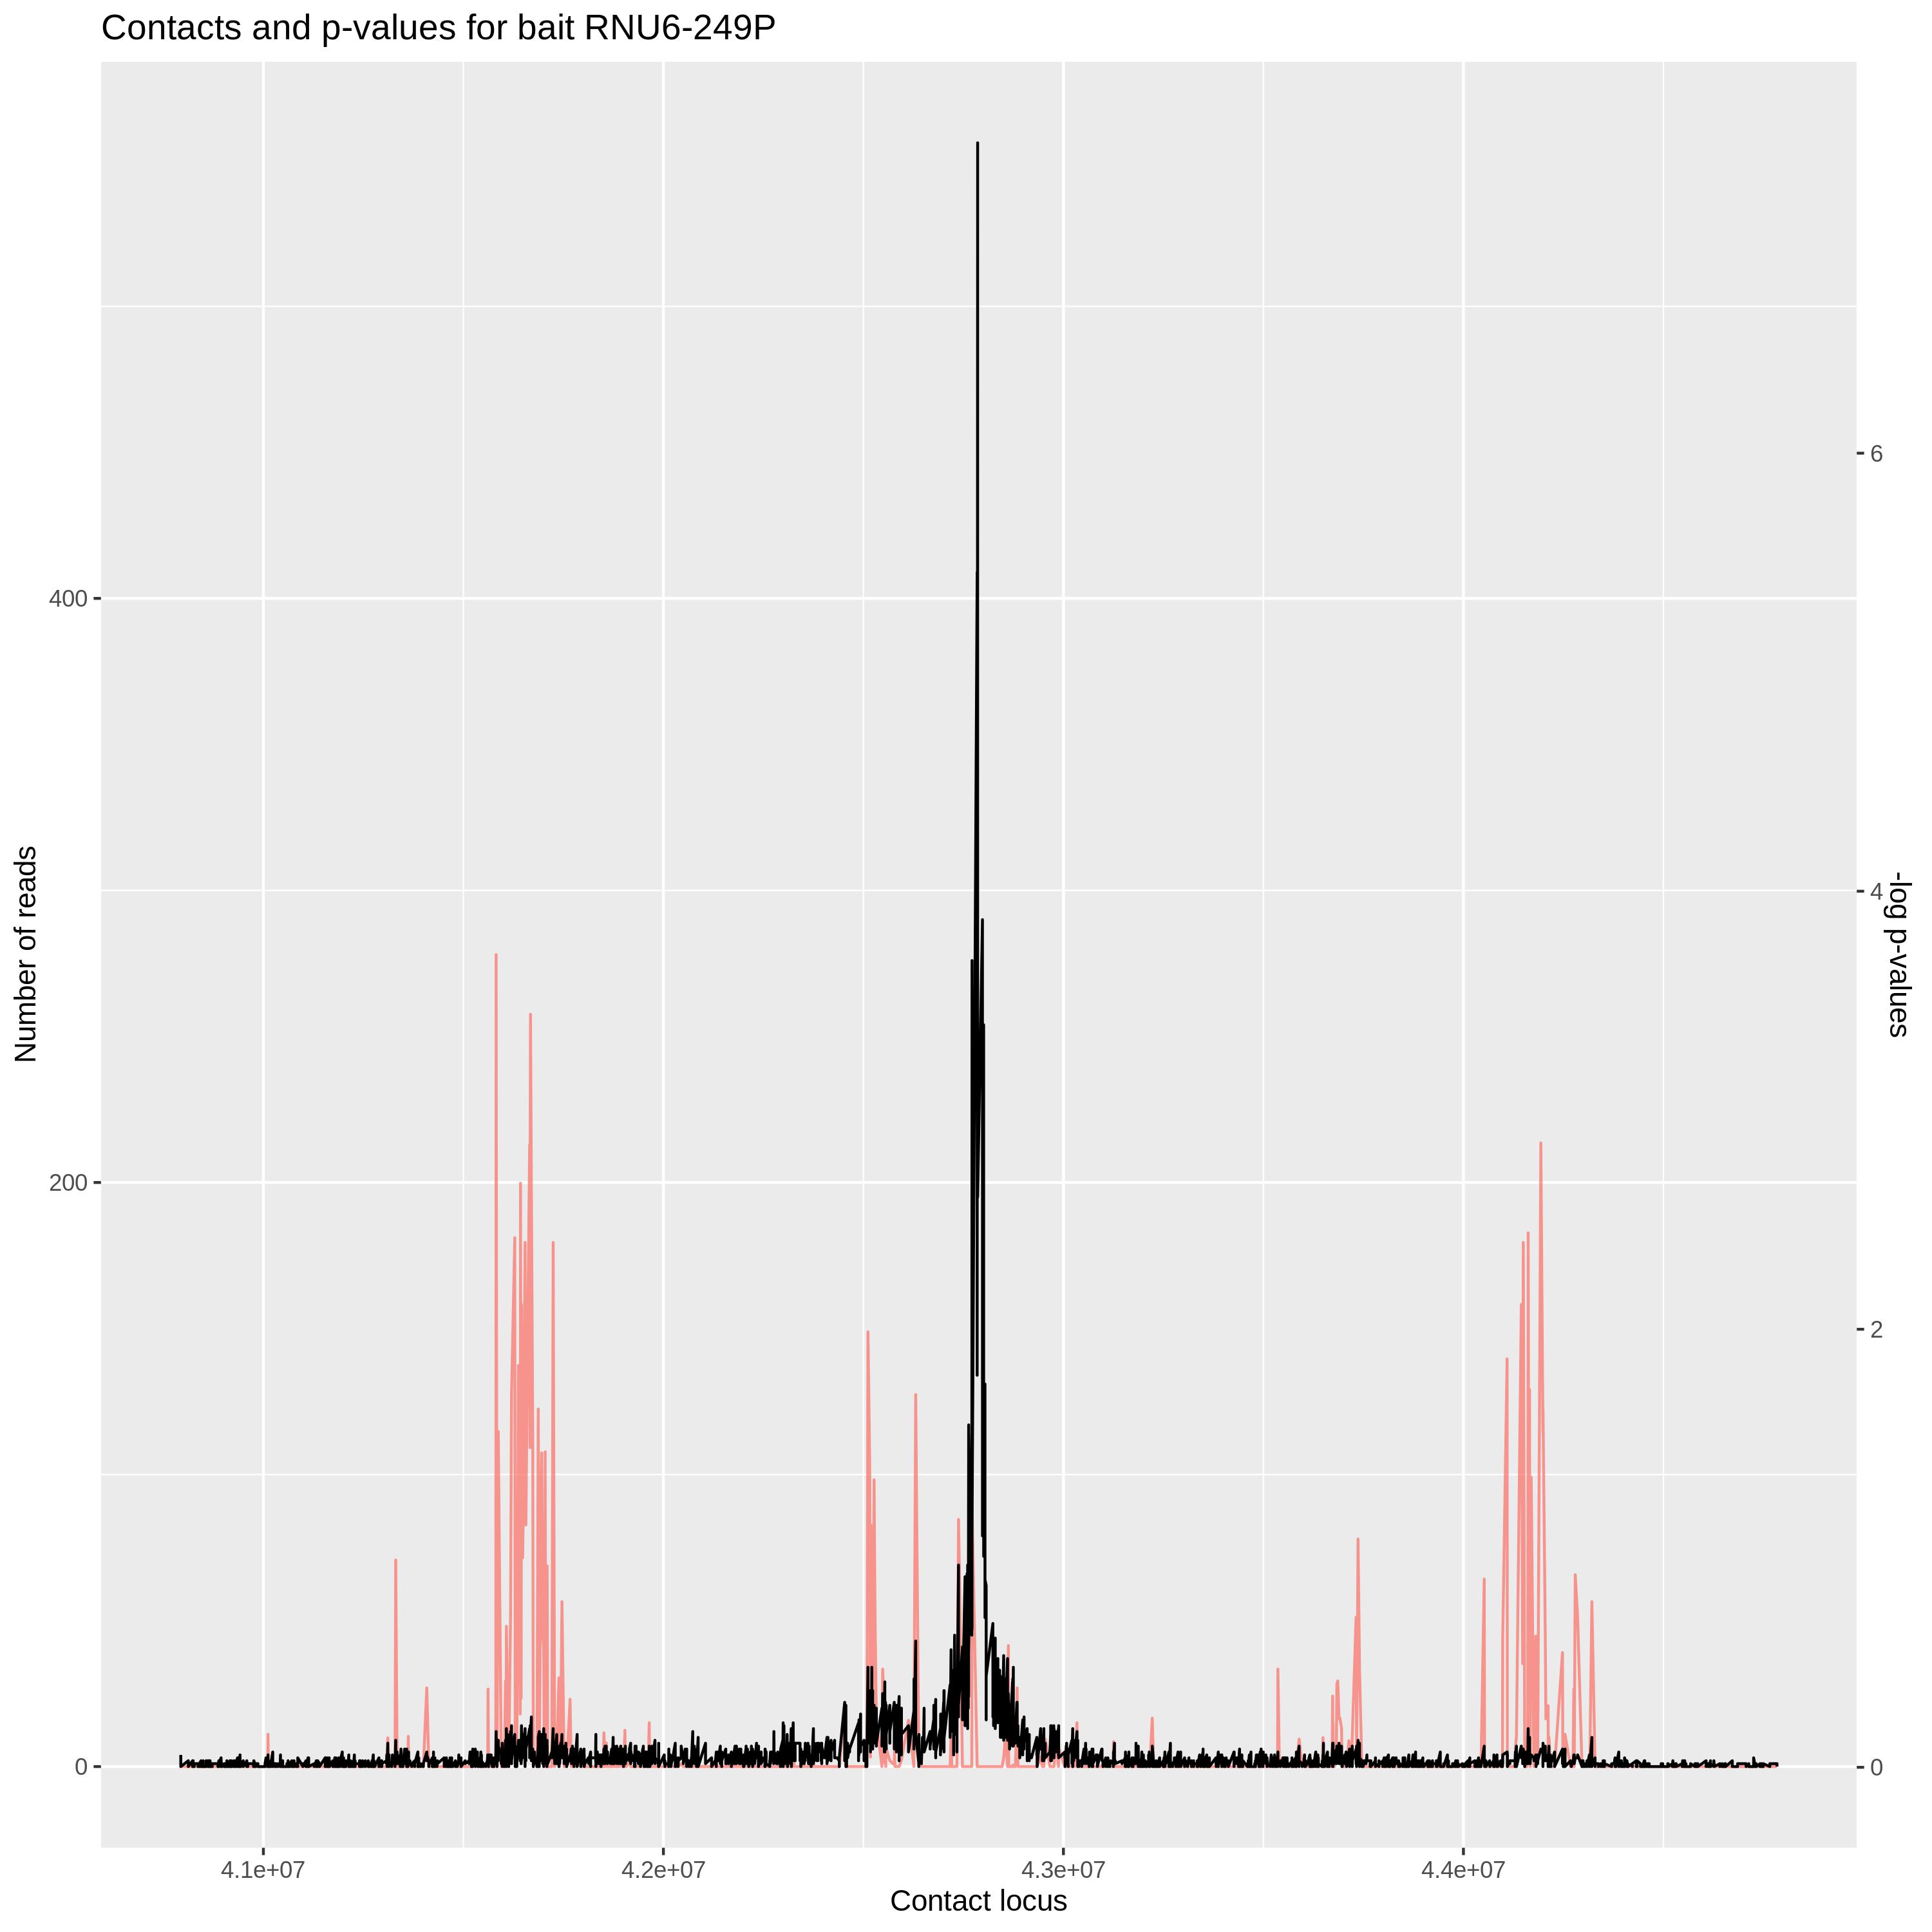 Contacts and p-values for bait RNU6-249P
Number of reads
400
200
0
6
4
2
0
-log p-values
4.1e+07
4.2e+07
4.3e+07
4.4e+07
Contact locus